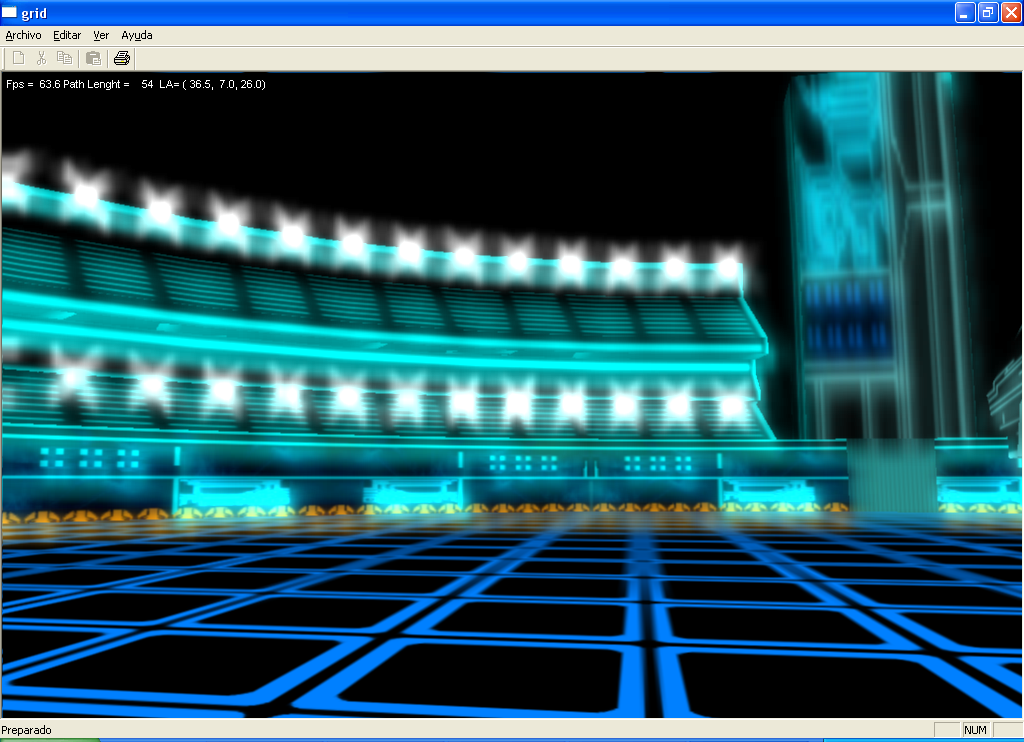 grid
Archivo Editar Ver Ayuda
Fps = 63.6 Path Lenght = 54 LA= ( 36.5, 7.0, 26.0)
Preparado NUM